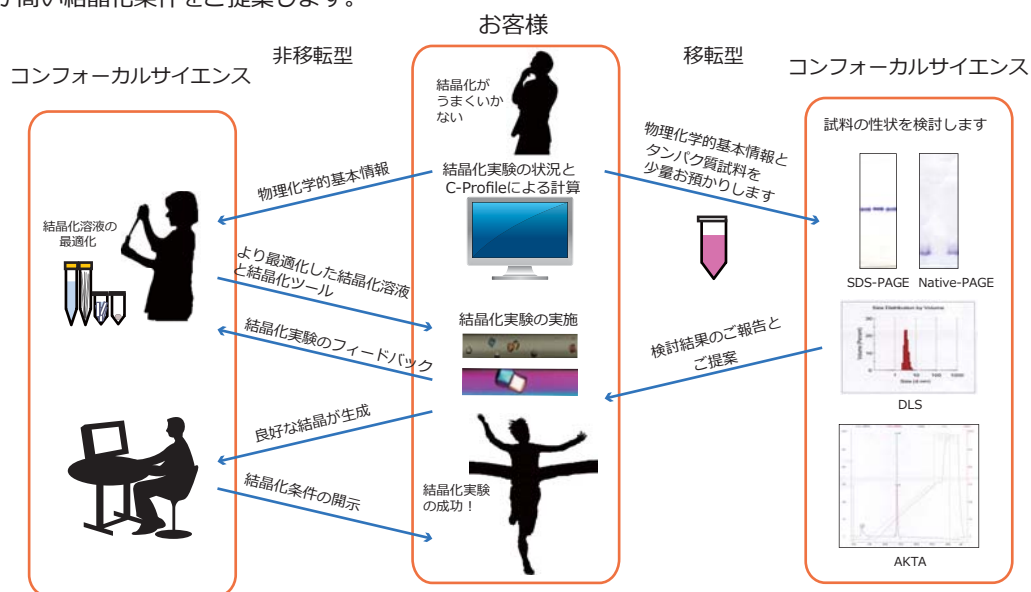 が高い結晶化条件をご提案します。
お客様
非移転型
移転型
コンフォーカルサイエンス
コンフォーカルサイエンス
結晶化が
うまくいか
ない
試料の性状を検討します
物理化学的基本情報と
タンパク質試料を
少量お預かりします
物理化学的基本情報
結晶化実験の状況と
C-Profileによる計算
結晶化溶液の
最適化
より最適化した結晶化溶液
と結晶化ツール
SDS-PAGE
Native-PAGE
Size Distribution by Volume
結晶化実験の実施
結晶化実験のフィードバック
検討結果のご報告と
ご提案
DLS
良好な結晶が生成
結晶化条件の開示
結晶化実験
の成功！
AKTA